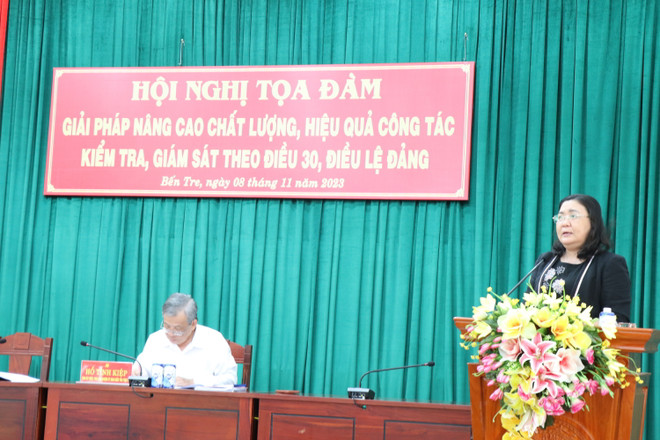 HỘI NGHỊ TỌA ĐÀM
GIẢI PHÁP NÂNG CAO CHẤT LƯỢNG, HIỆU QUẢ CÔNG TÁC
KIỂM TRA, GIÁM SÁT THEO ĐIỀU 30, ĐIỀU LỆ ĐẢNG
Bến Tre, ngày 08 tháng 11 năm 2023
HỒ TÍNH KIỆP